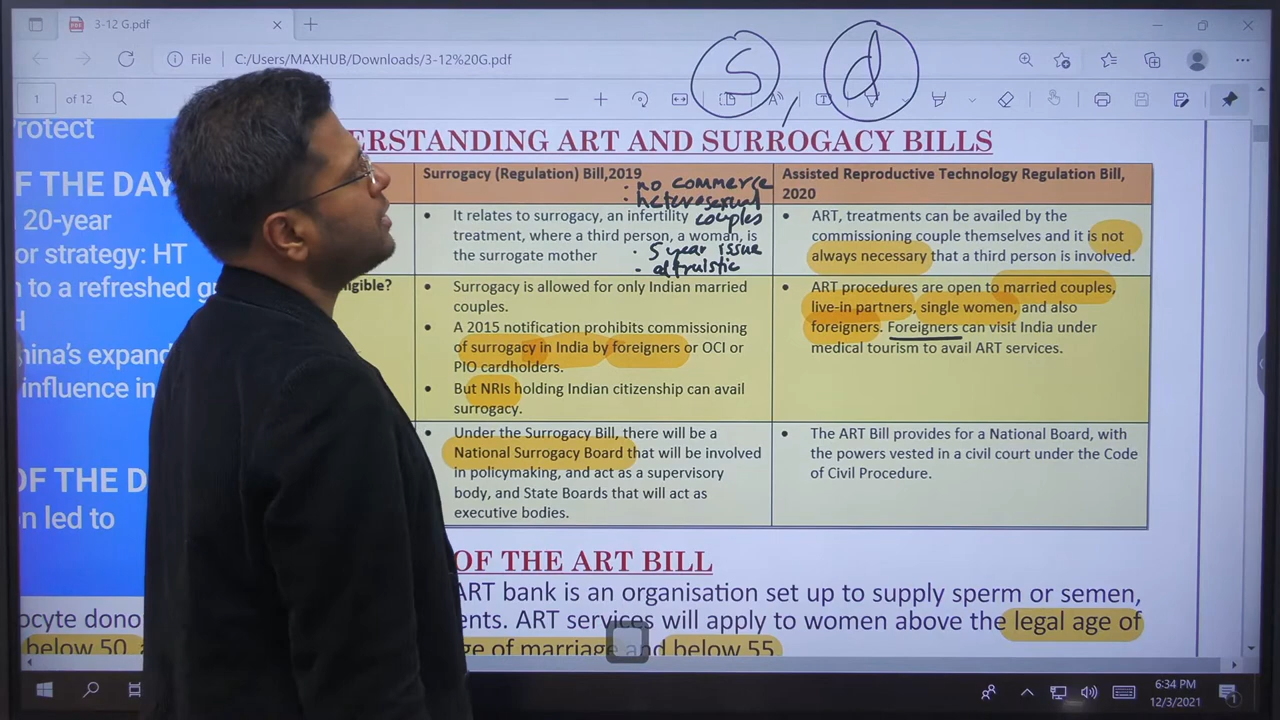 3-12 G.pdf
File
C:/Users/MAXHUB/Downloads/3-12%20G.pdf
S, d
1 of 12
Protect
F THE DAY
20-year
or strategy: HT
to a refreshed
H
hina's expand
influence in
OF THE D
n led to
ERSTANDING ART AND SURROGACY BILLS
Surrogacy (Regulation) Bill,2019
Assisted Reproductive Technology Regulation Bill, 2020
• no commerce
• heterosexual
couples
• 5 year issue
• altruistic
• It relates to surrogacy, an infertility
treatment, where a third person, a woman, is
the surrogate mother
• ART, treatments can be availed by the
commissioning couple themselves and it is not
always necessary that a third person is involved.
igible?
• Surrogacy is allowed for only Indian married
couples.
• A 2015 notification prohibits commissioning
of surrogacy in India by foreigners or OCI or
PIO cardholders.
• But NRIs holding Indian citizenship can avail
surrogacy.
• ART procedures are open to married couples,
live-in partners, single women, and also
foreigners. Foreigners can visit India under
medical tourism to avail ART services.
• Under the Surrogacy Bill, there will be a
National Surrogacy Board that will be involved
in policymaking, and act as a supervisory
body, and State Boards that will act as
executive bodies.
• The ART Bill provides for a National Board, with
the powers vested in a civil court under the Code
of Civil Procedure.
OF THE ART BILL
ART bank is an organisation set up to supply sperm or semen,
ents. ART services will apply to women above the legal age of
ocyte dono
below 50
ge of marriage and below 55
6:34 PM
12/3/2021